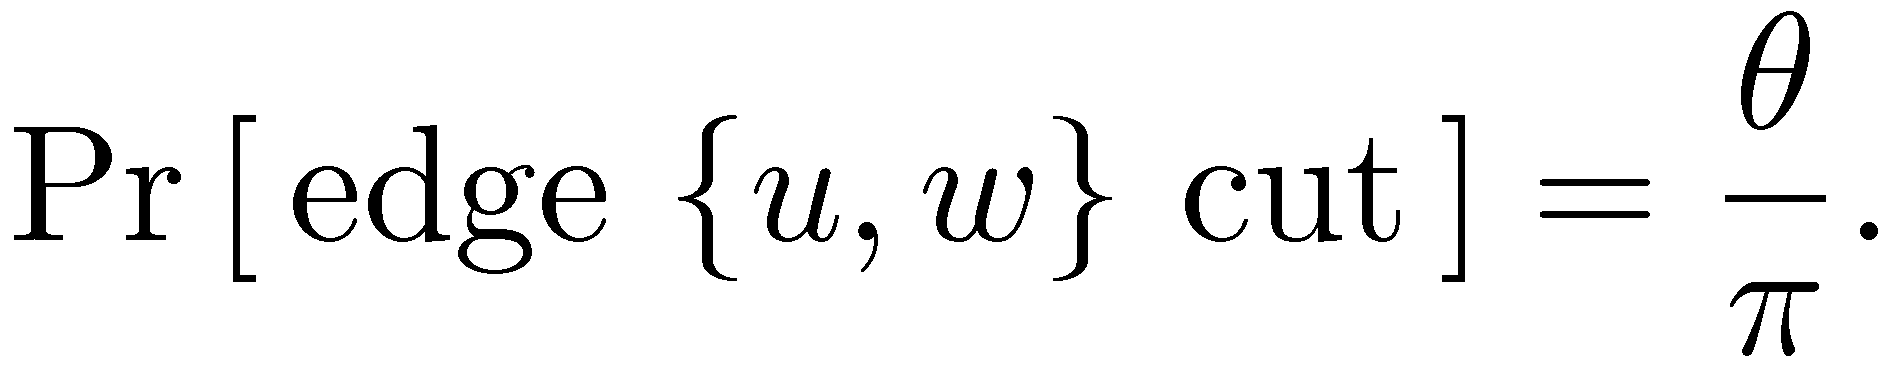 Pr [ edge {u, w} cut ] = θ/π.